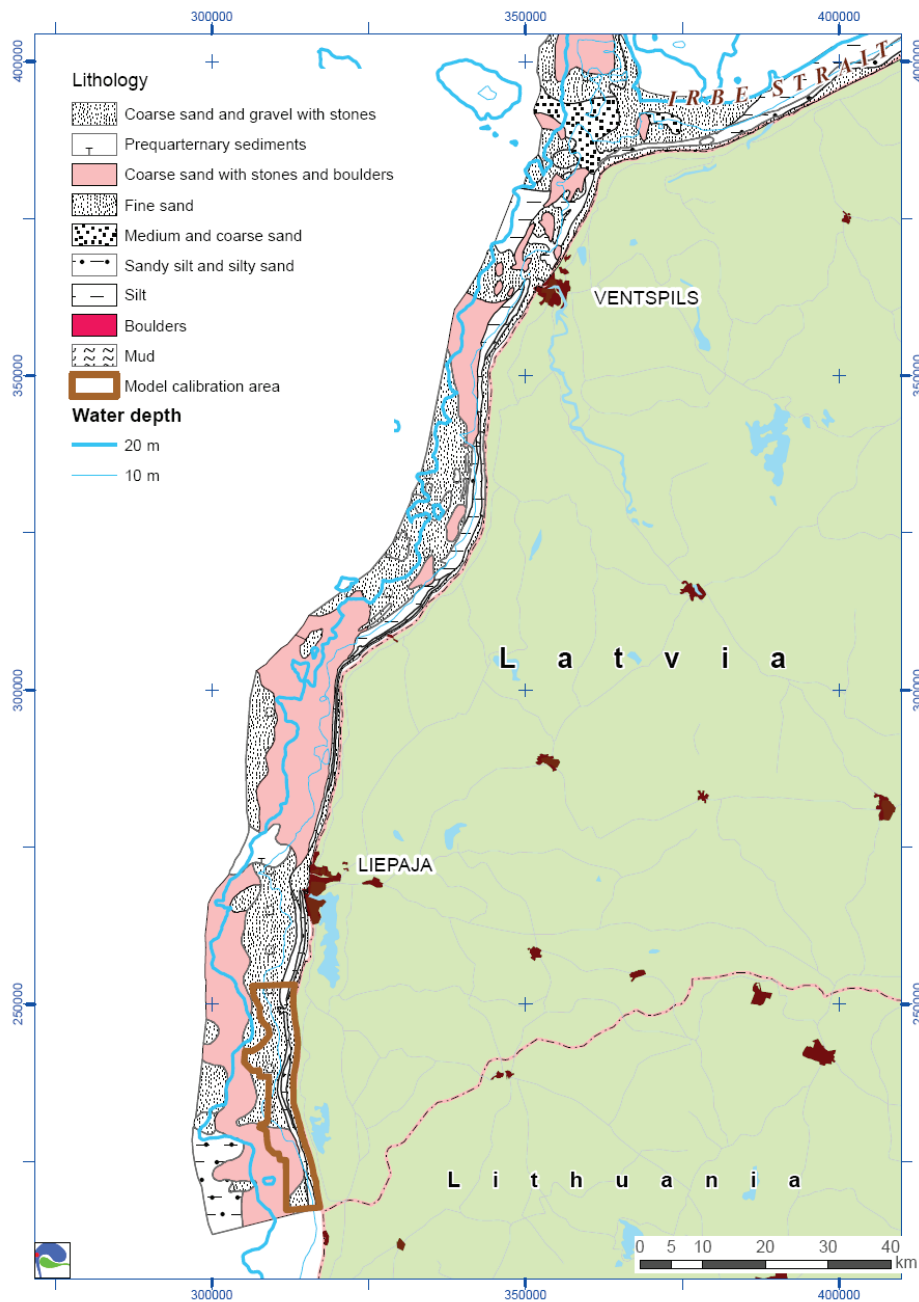 300000 350000 400000
400000 400000
IRBE STRAIT
Lithology
Coarse sand and gravel with stones
Prequarternary sediments
Coarse sand with stones and boulders
Fine sand
Medium and coarse sand
Sandy silt and silty sand
Silt
Boulders
Mud
Model calibration area
Water depth
20 m
10 m
VENTSPILS
350000 350000
Latvia
300000 300000
LIEPAJA
250000 250000
Lithuania
0 5 10 20 30 40
km
300000 350000 400000